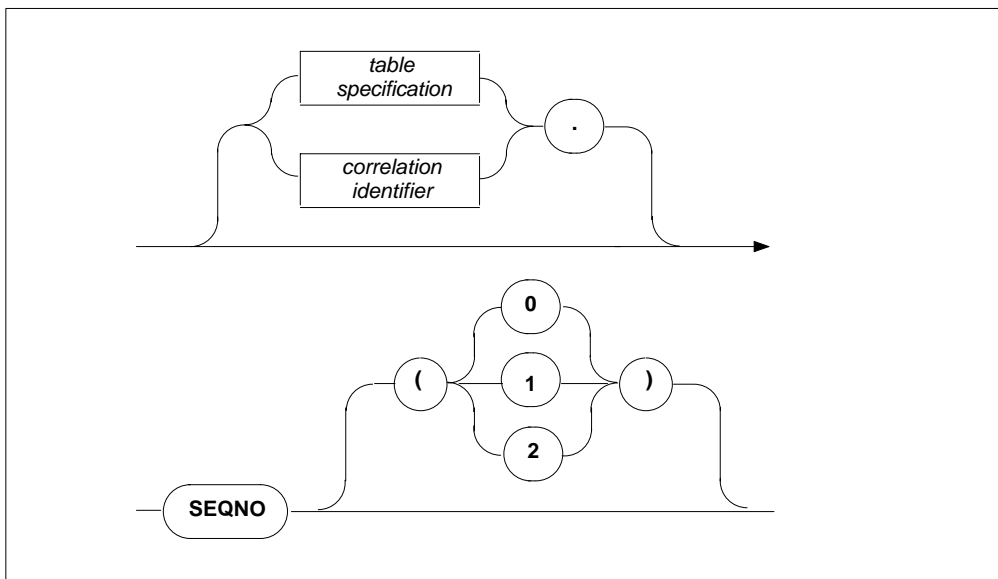 table
specification
.
correlation
identifier
0
( 1 )
2
SEQNO